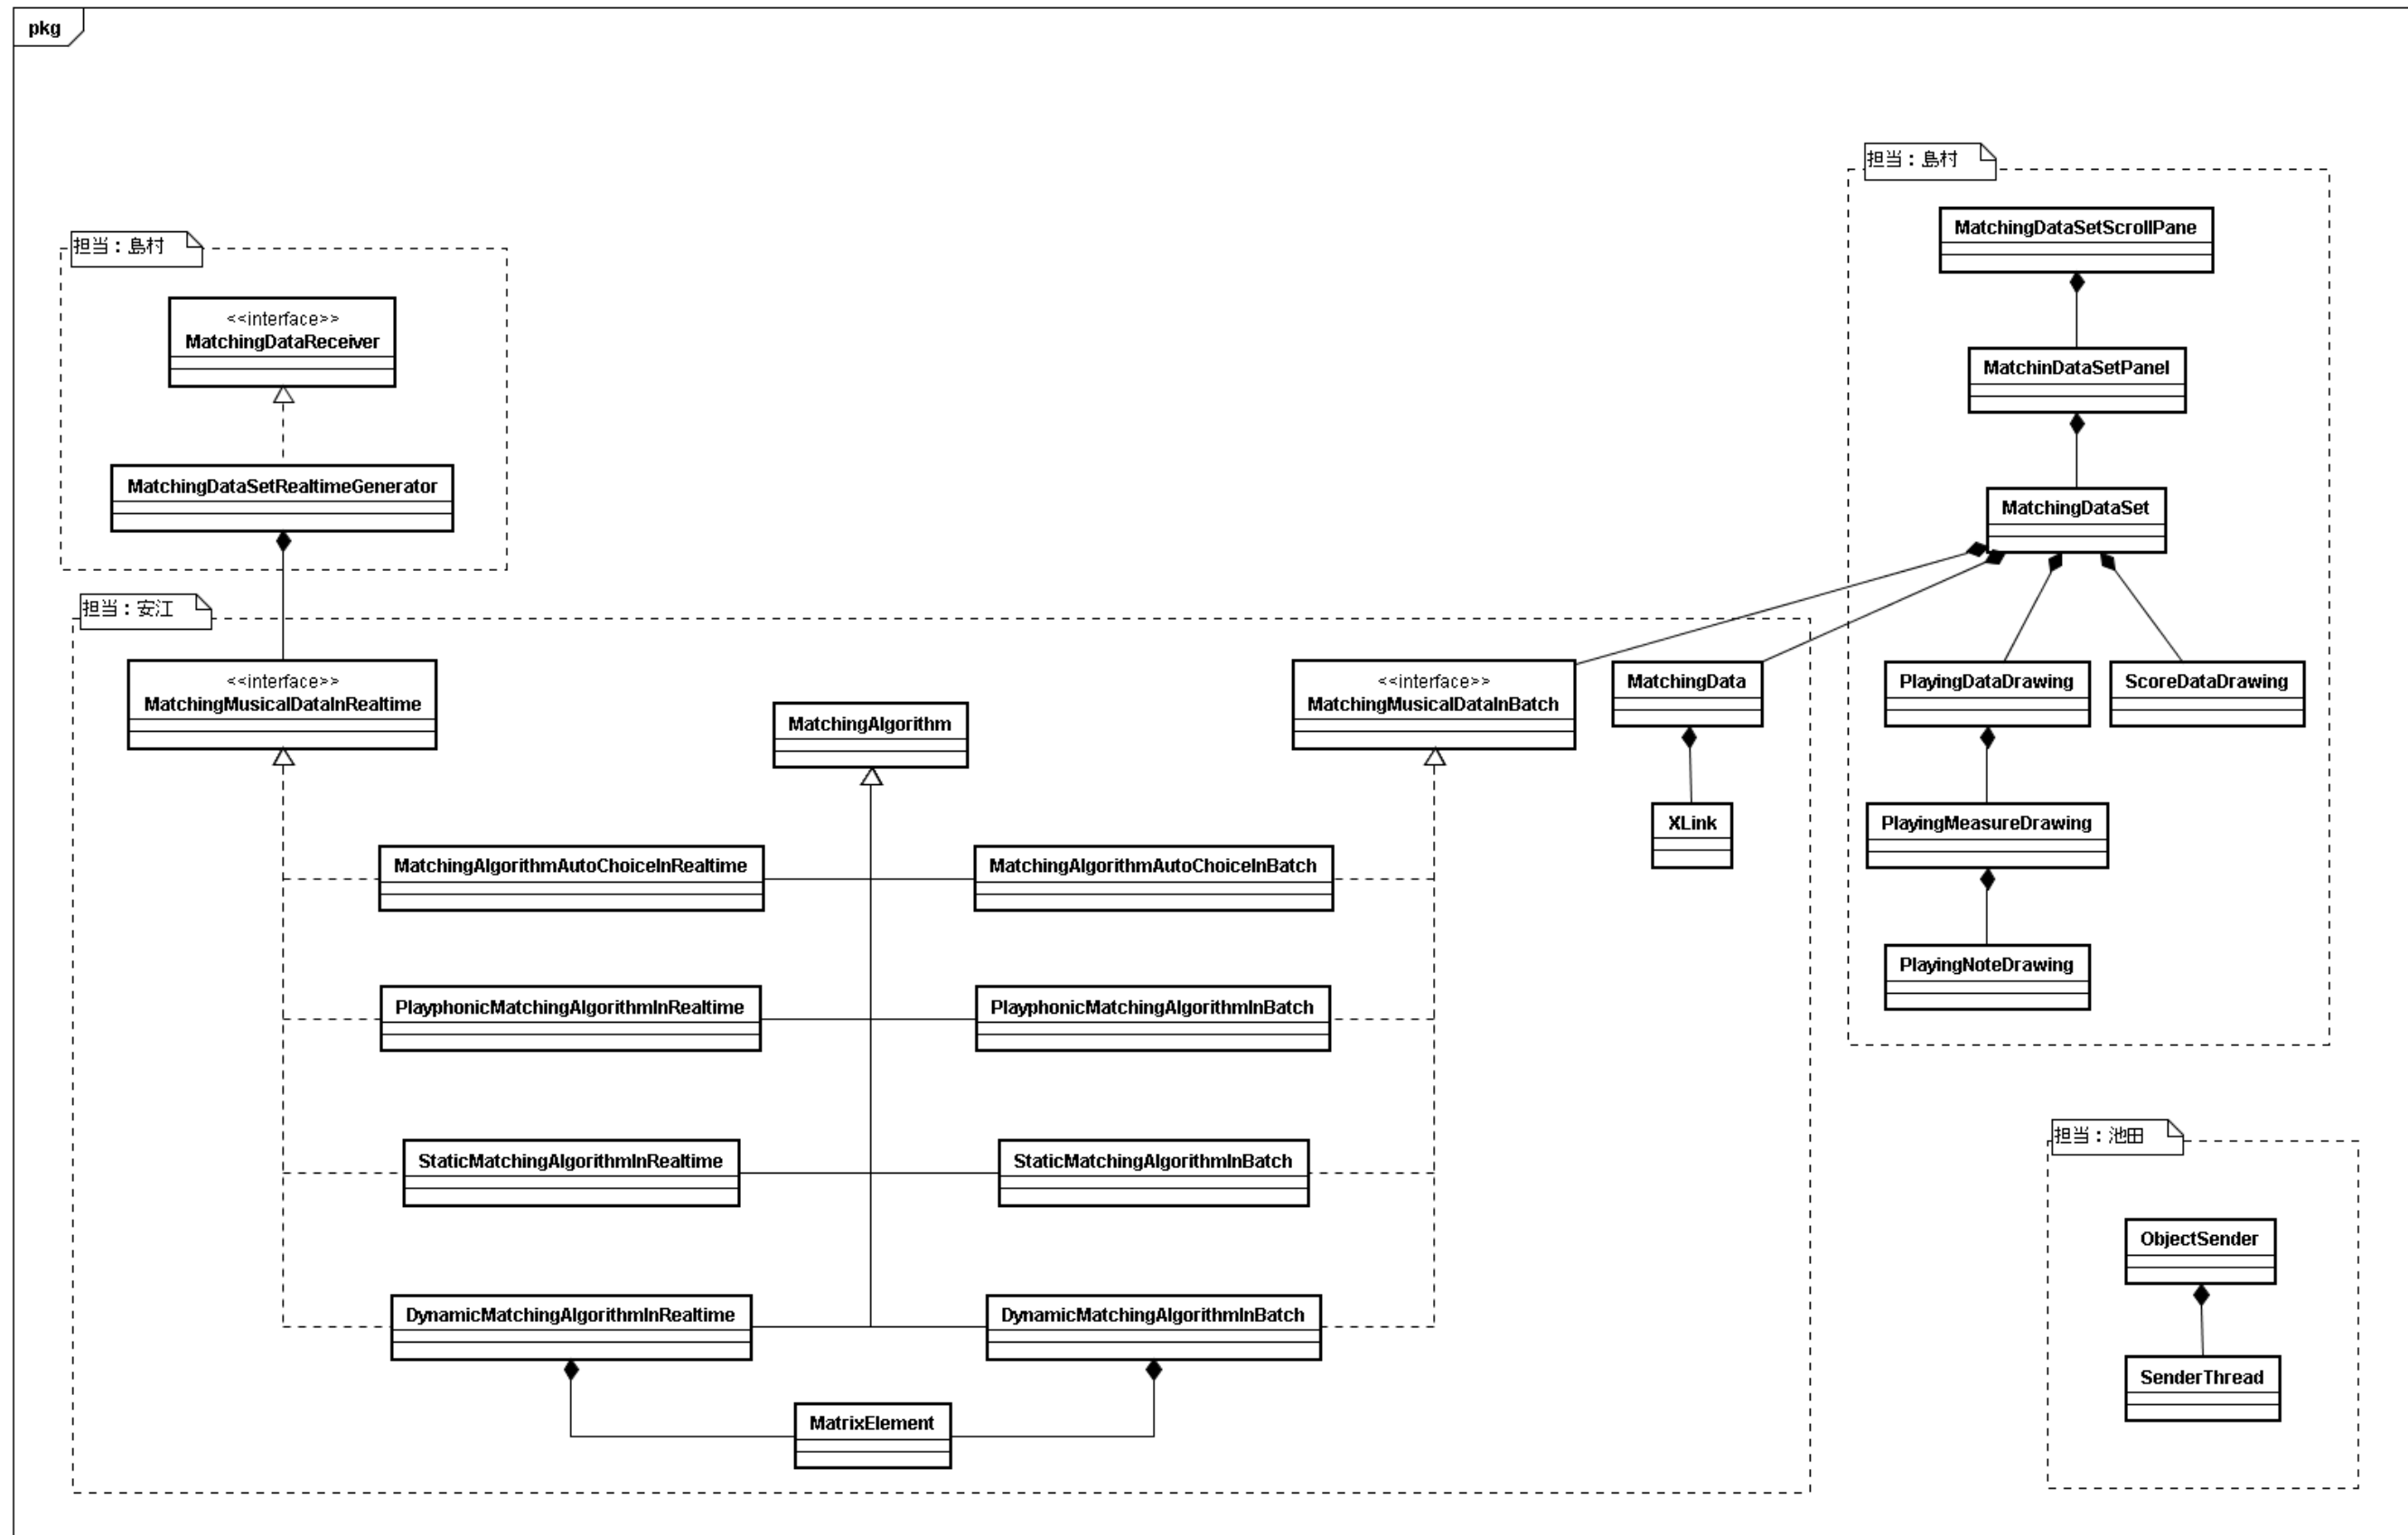 pkg
担当：島村
<<interface>>
MatchingDataReceiver
MatchingDataSetRealtimeGenerator
担当：安江
<<interface>>
MatchingMusicalDataInRealtime
MatchingAlgorithm
<<interface>>
MatchingMusicalDataInBatch
MatchingData
XLink
MatchingAlgorithmAutoChoiceInRealtime
MatchingAlgorithmAutoChoiceInBatch
PlayphonicMatchingAlgorithmInRealtime
PlayphonicMatchingAlgorithmInBatch
StaticMatchingAlgorithmInRealtime
StaticMatchingAlgorithmInBatch
DynamicMatchingAlgorithmInRealtime
DynamicMatchingAlgorithmInBatch
MatrixElement
担当：島村
MatchingDataSetScrollPane
MatchinDataSetPanel
MatchingDataSet
PlayingDataDrawing
ScoreDataDrawing
PlayingMeasureDrawing
PlayingNoteDrawing
担当：池田
ObjectSender
SenderThread